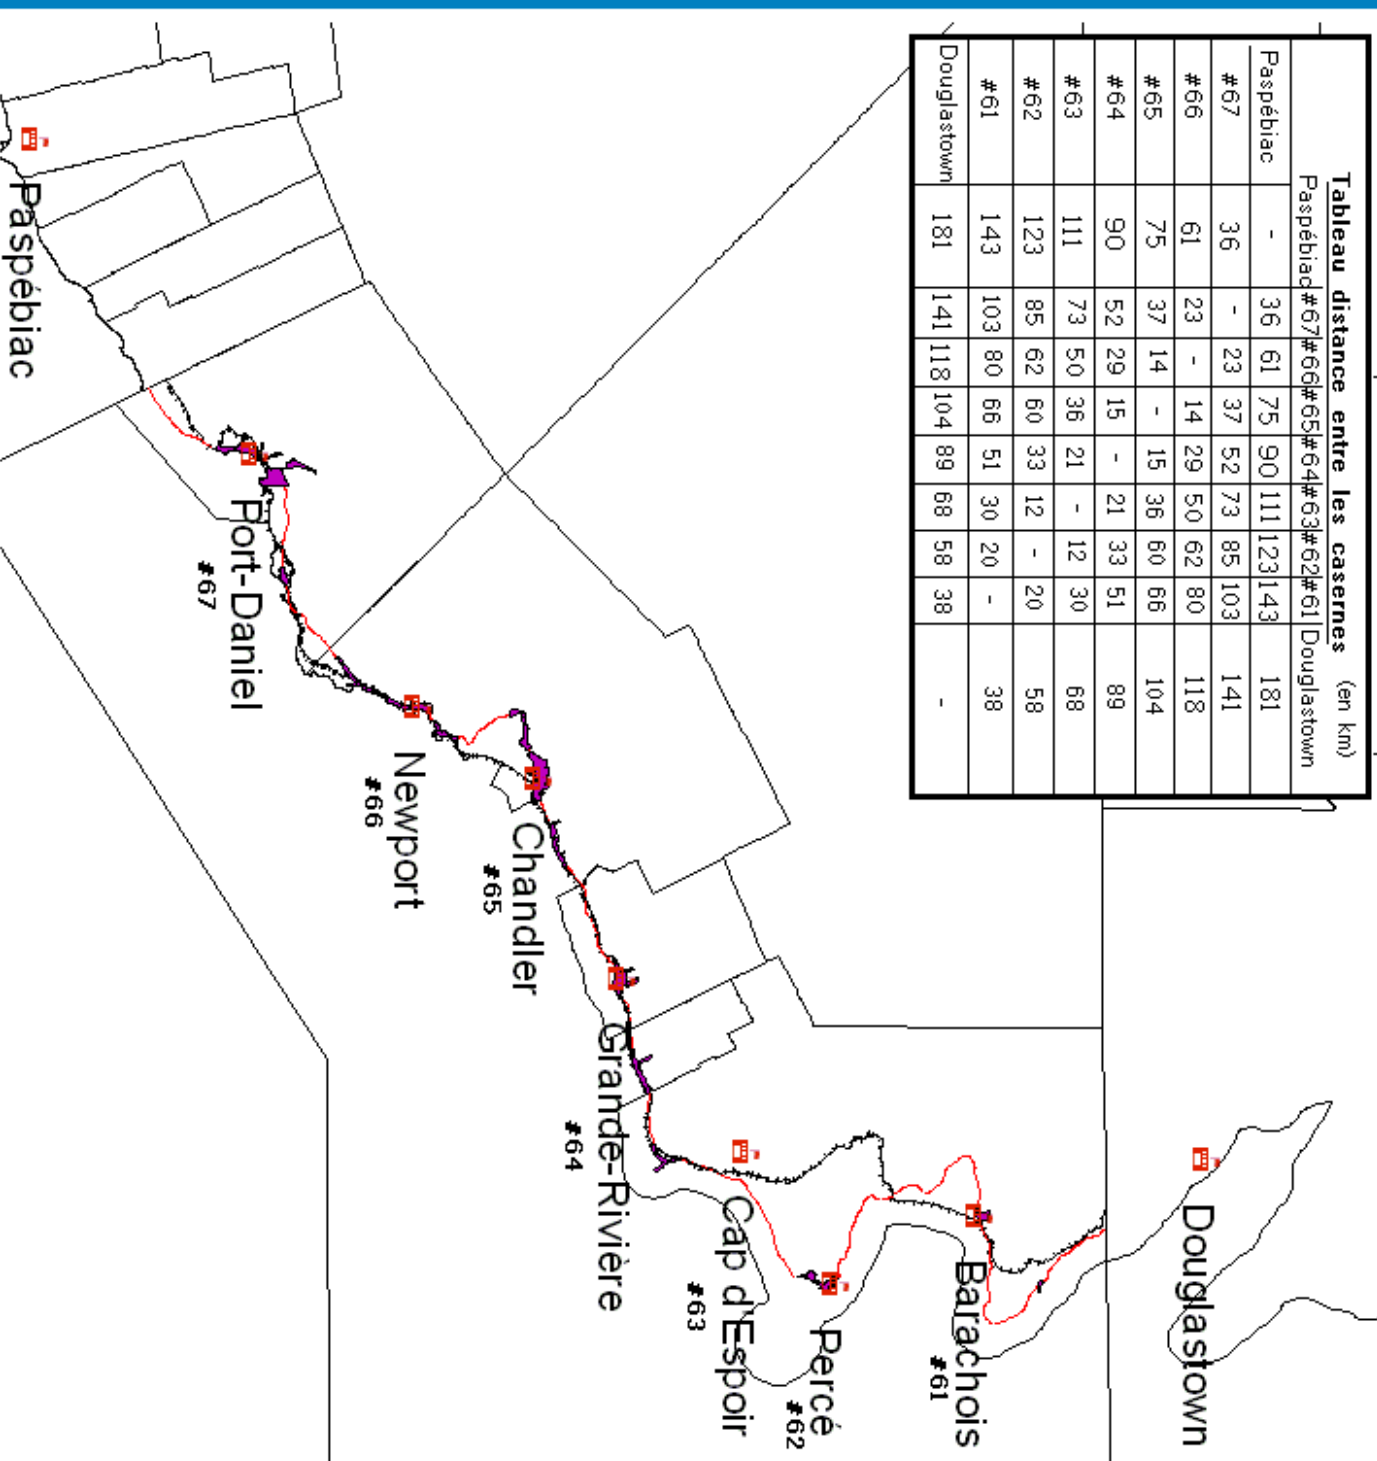 Tableau distance entre les casernes (en km)
Paspébiac #67 #66 #65 #64 #63 #62 #61 Douglastown
Paspébiac - 36 61 75 90 111 123 143 181
#67 36 - 23 37 52 73 85 103 141
#66 61 23 - 14 29 50 62 80 118
#65 75 37 14 - 15 36 60 66 104
#64 90 52 29 15 - 21 33 51 89
#63 111 73 50 36 21 - 12 30 68
#62 123 85 62 60 33 12 - 20 58
#61 143 103 80 66 51 30 20 - 38
Douglastown 181 141 118 104 89 68 58 38 -
Douglastown
Barachois
#61
Percé
#62
Cap d'Espoir
#63
Grande-Rivière
#64
Chandler
#65
Newport
#66
Port-Daniel
#67
Paspébiac